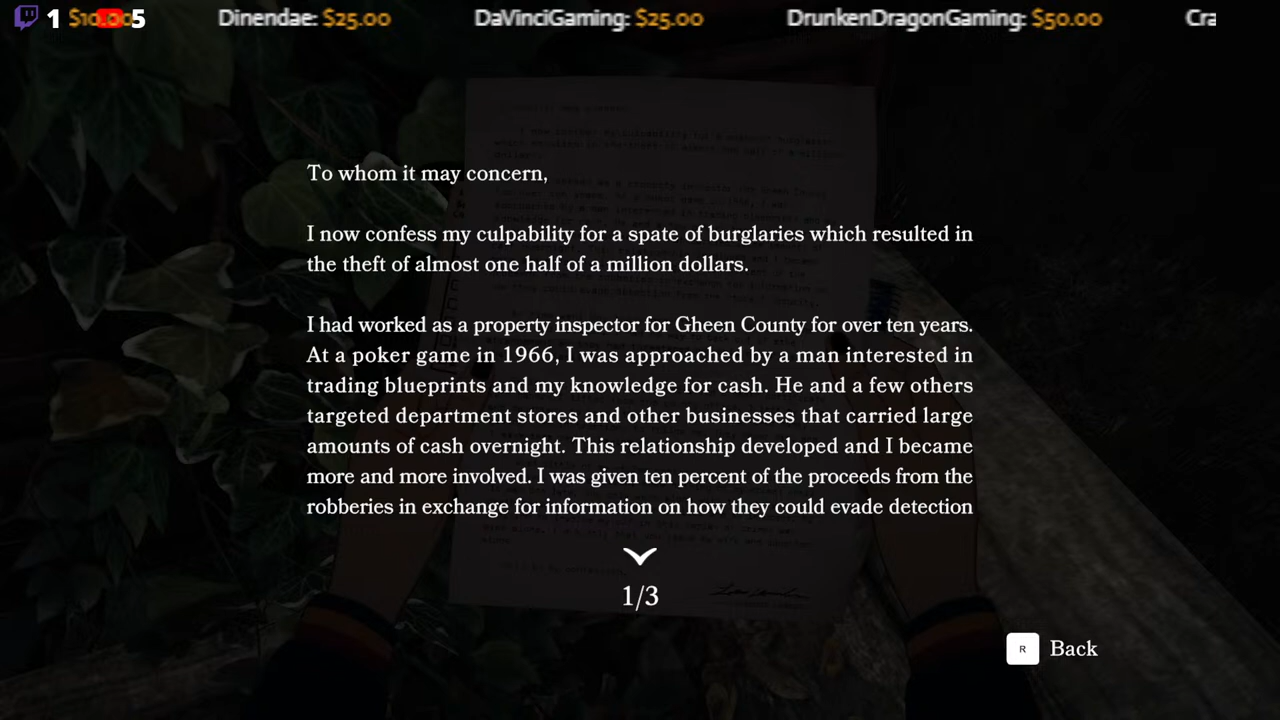 1 $10.00 5 Dinendae: $25.00 DaVinciGaming: $25.00 DrunkenDragonGaming: $50.00 Cra
To whom it may concern,
I now confess my culpability for a spate of burglaries which resulted in
the theft of almost one half of a million dollars.
I had worked as a property inspector for Gheen County for over ten years.
At a poker game in 1966, I was approached by a man interested in
trading blueprints and my knowledge for cash. He and a few others
targeted department stores and other businesses that carried large
amounts of cash overnight. This relationship developed and I became
more and more involved. I was given ten percent of the proceeds from the
robberies in exchange for information on how they could evade detection
1/3
R Back